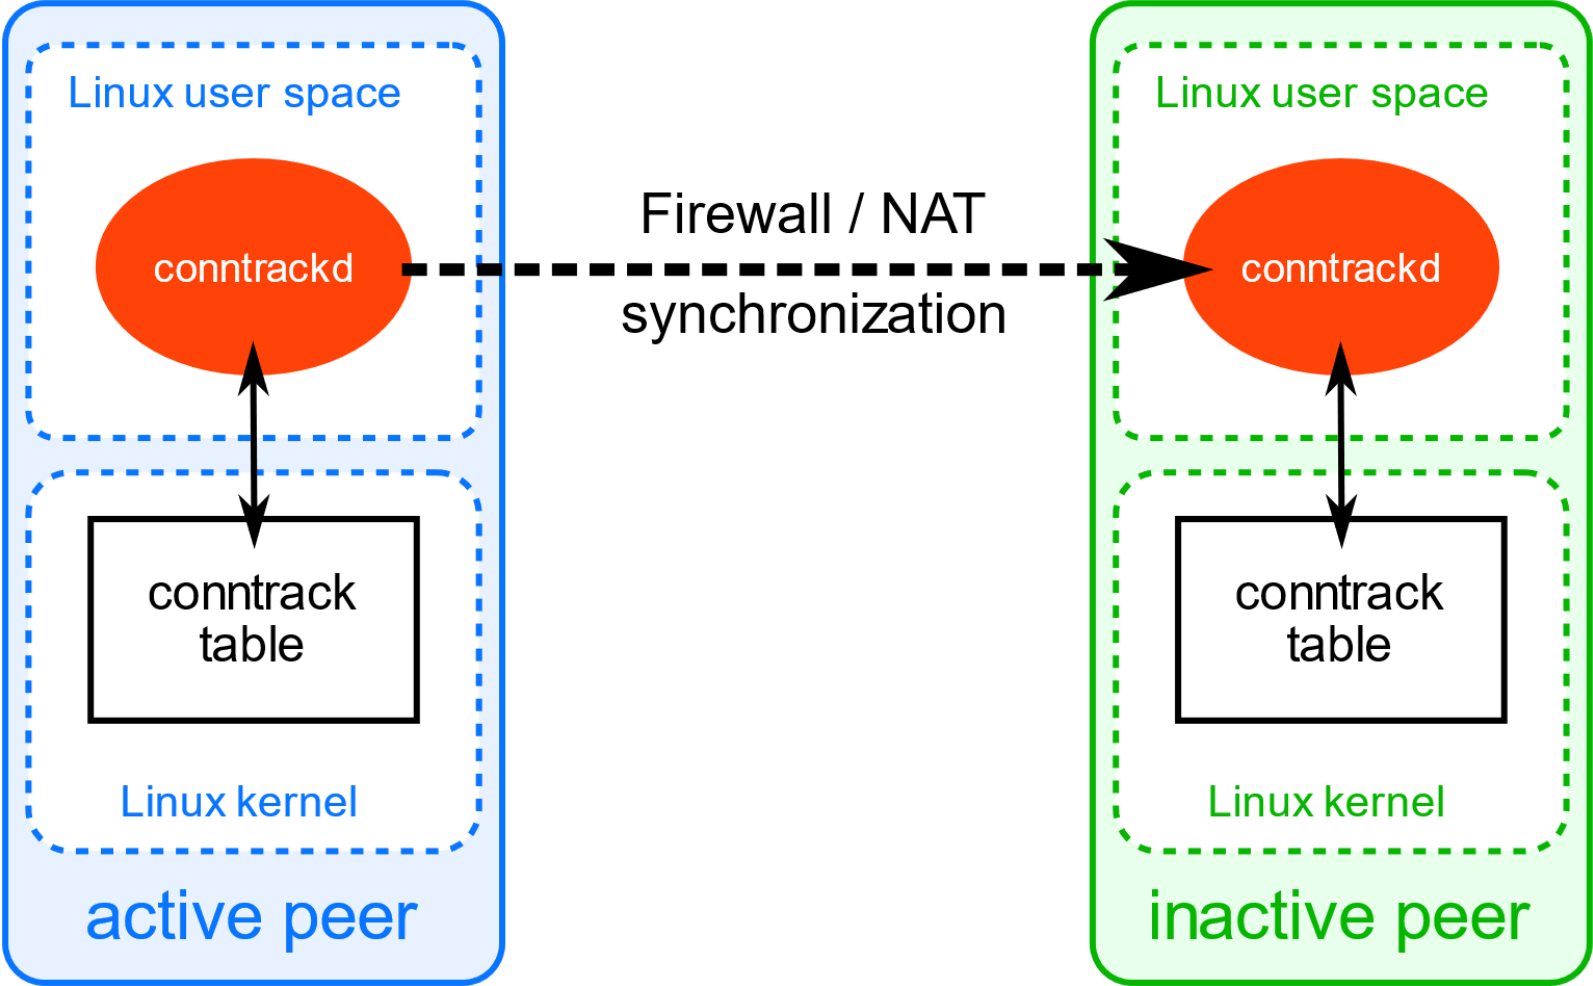 Linux user space
conntrackd
conntrack
table
Linux kernel
active peer
Firewall / NAT
synchronization
Linux user space
conntrackd
conntrack
table
Linux kernel
inactive peer